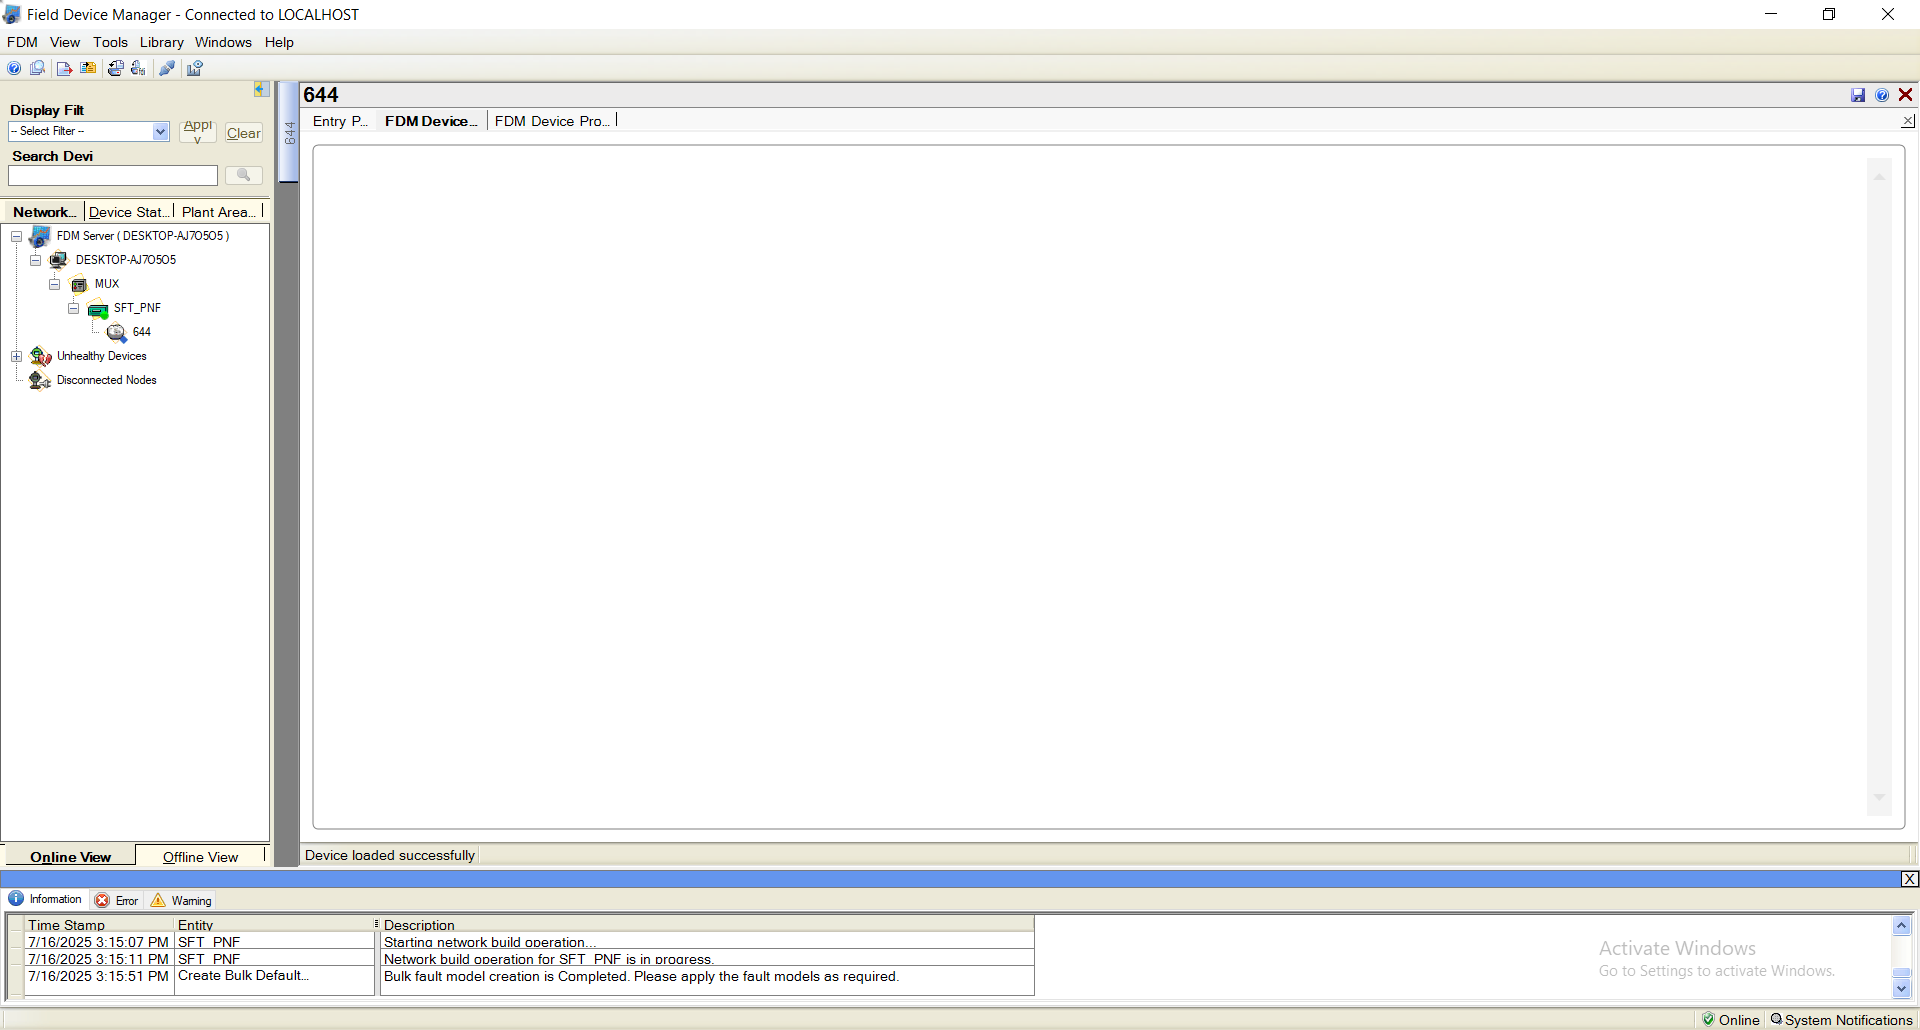 Field Device Manager - Connected to LOCALHOST
FDM View Tools Library Windows Help
Display Filt
-- Select Filter --
Appl
y
Clear
Search Devi
Network...
Device Stat...
Plant Area...
FDM Server ( DESKTOP-AJ7O5O5 )
DESKTOP-AJ7O5O5
MUX
SFT_PNF
644
Unhealthy Devices
Disconnected Nodes
Online View
Offline View
644
644
Entry P...
FDM Device...
FDM Device Pro...
Device loaded successfully
X
Information
Error
Warning
Time Stamp Entity Description
7/16/2025 3:15:07 PM SFT_PNF Starting network build operation...
7/16/2025 3:15:11 PM SFT_PNF Network build operation for SFT_PNF is in progress.
7/16/2025 3:15:51 PM Create Bulk Default... Bulk fault model creation is Completed. Please apply the fault models as required.
Activate Windows
Go to Settings to activate Windows.
Online
System Notifications